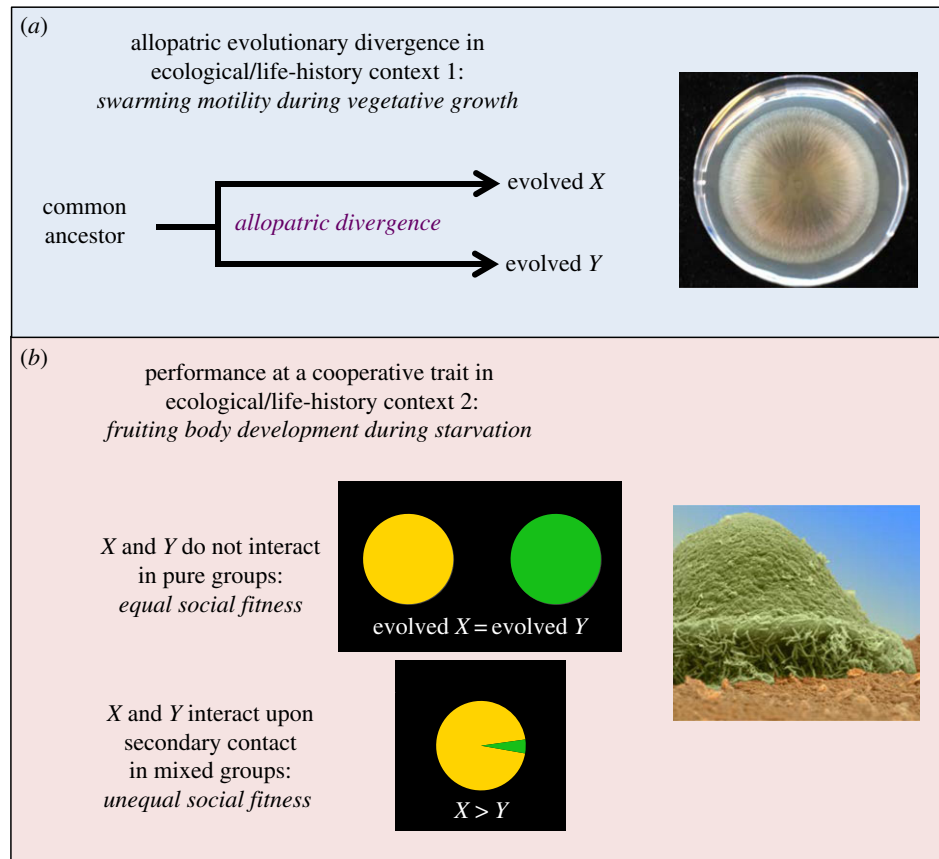 (a)
allopatric evolutionary divergence in
ecological/life-history context 1:
swarming motility during vegetative growth
common
ancestor
allopatric divergence
evolved X
evolved Y
(b)
performance at a cooperative trait in
ecological/life-history context 2:
fruiting body development during starvation
X and Y do not interact
in pure groups:
equal social fitness
evolved X = evolved Y
X and Y interact upon
secondary contact
in mixed groups:
unequal social fitness
X > Y